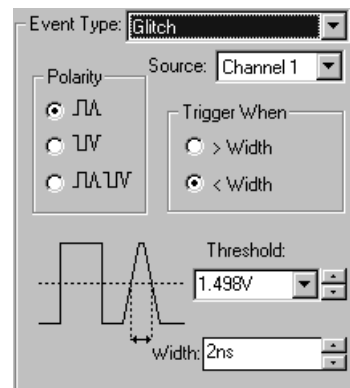 Event Type: Glitch
Source: Channel 1
Polarity
Trigger When
> Width
< Width
Threshold:
1.498V
Width: 2ns